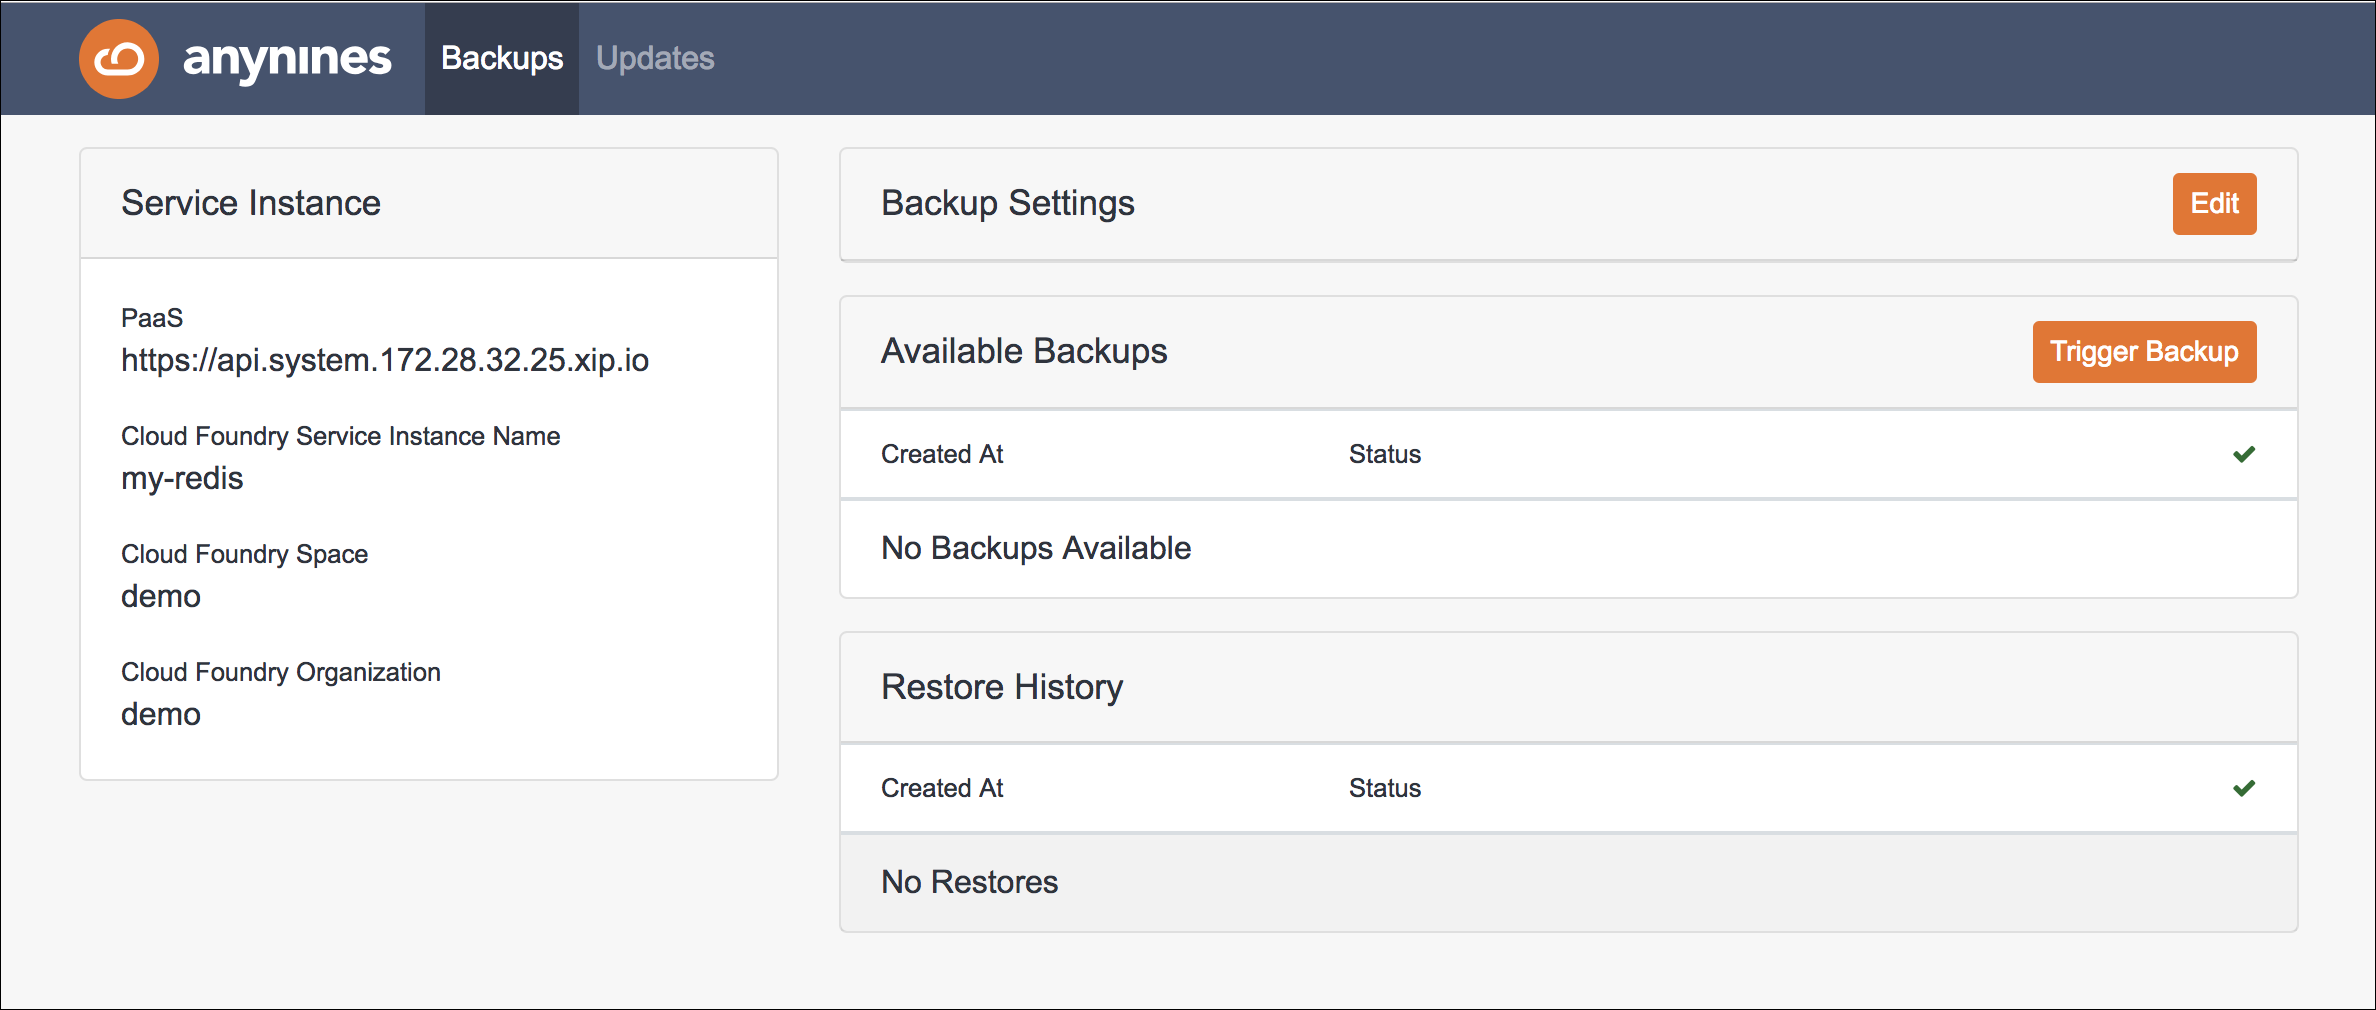 anynines
Backups
Updates
Service Instance
PaaS
https://api.system.172.28.32.25.xip.io
Cloud Foundry Service Instance Name
my-redis
Cloud Foundry Space
demo
Cloud Foundry Organization
demo
Backup Settings
Edit
Available Backups
Trigger Backup
Created At
Status
No Backups Available
Restore History
Created At
Status
No Restores